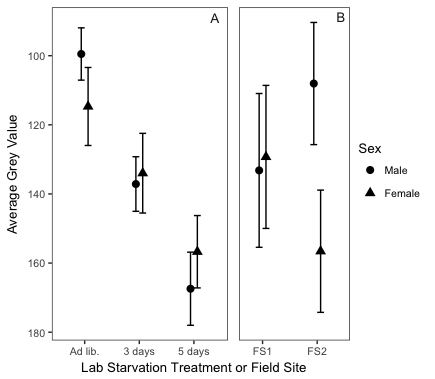 A
B
Average Grey Value
100
120
140
160
180
Ad lib.
3 days
5 days
FS1
FS2
Lab Starvation Treatment or Field Site
Sex
Male
Female